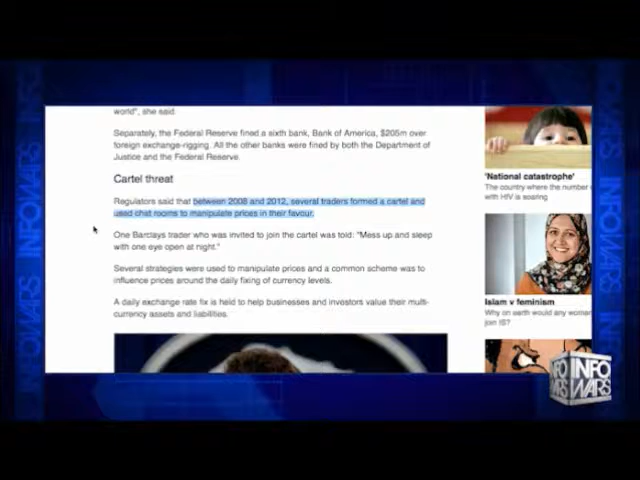 world", she said.
Separately, the Federal Reserve fined a sixth bank, Bank of America, $205m over
foreign exchange-rigging. All the other banks were fined by both the Department of
Justice and the Federal Reserve.
Cartel threat
Regulators said that between 2008 and 2012, several traders formed a cartel and
used chat rooms to manipulate prices in their favour.
One Barclays trader who was invited to join the cartel was told: "Mess up and sleep
with one eye open at night."
Several strategies were used to manipulate prices and a common scheme was to
influence prices around the daily fixing of currency levels.
A daily exchange rate fix is held to help businesses and investors value their multi-
currency assets and liabilities.
'National catastrophe'
The country where the number
with HIV is soaring
Islam v feminism
Why on earth would any woman
join IS?
INFO
WARS
INFO
WARS
INFOWARS
INFOWARS